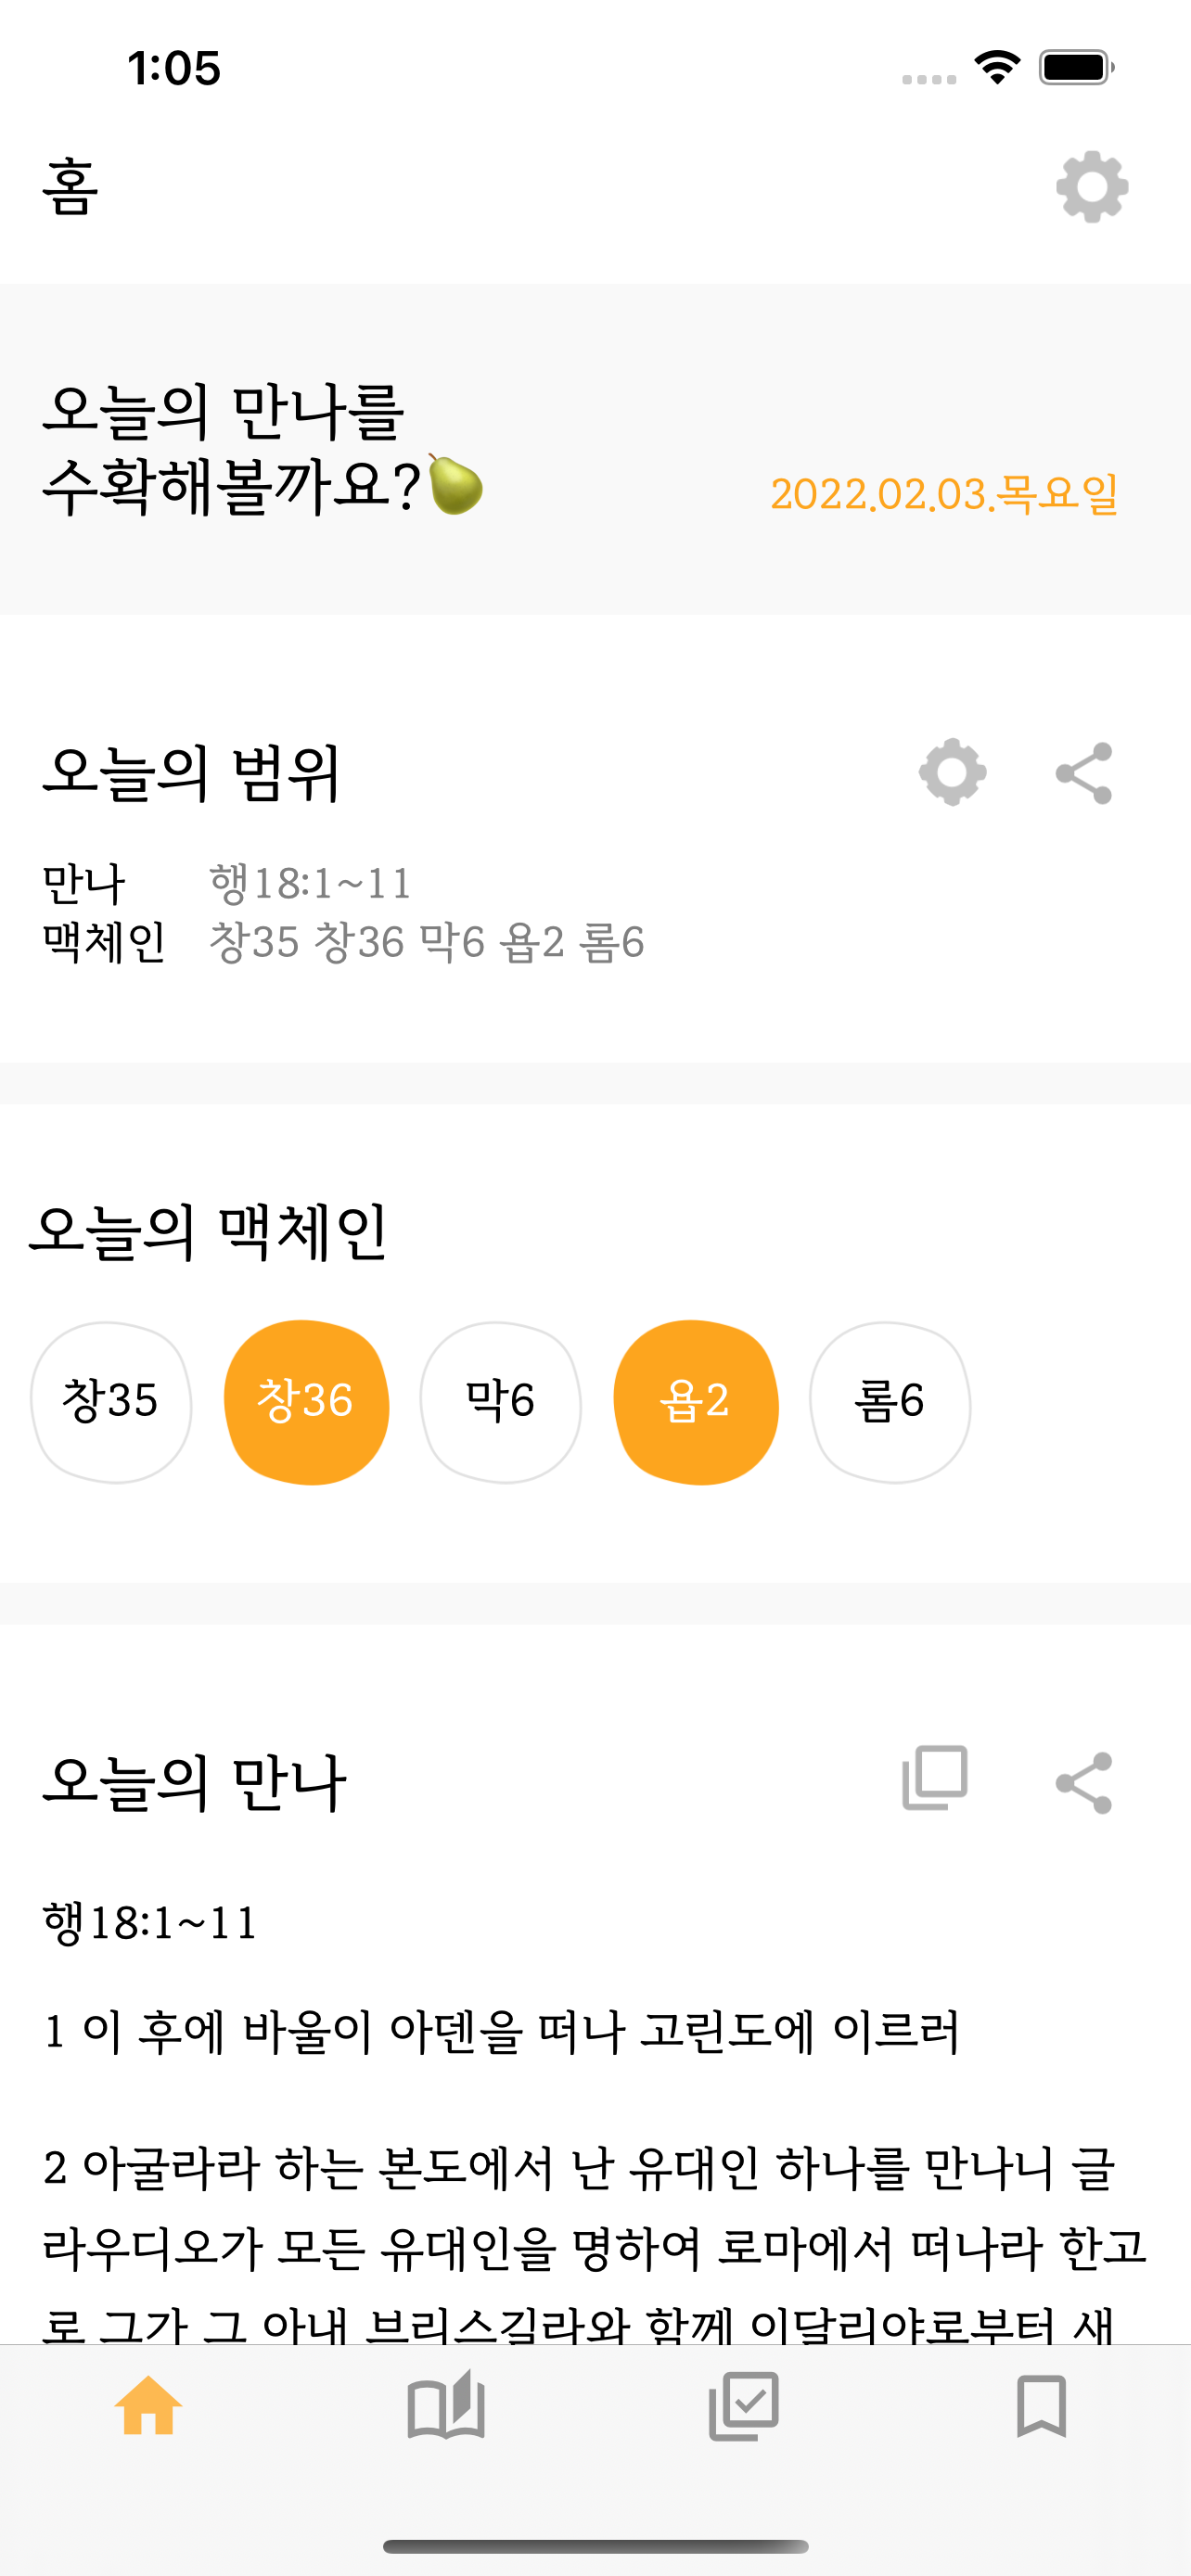 1:05
홈
오늘의 만나를
수확해볼까요?🍐
2022.02.03.목요일
오늘의 범위
만나 행18:1~11
맥체인 창35 창36 막6 욥2 롬6
오늘의 맥체인
창35 창36 막6 욥2 롬6
오늘의 만나
행18:1~11
1 이 후에 바울이 아덴을 떠나 고린도에 이르러
2 아굴라라 하는 본도에서 난 유대인 하나를 만나니 글
라우디오가 모든 유대인을 명하여 로마에서 떠나라 한고
로 그가 그 아내 브리스길라와 함께 이달리야로부터 새